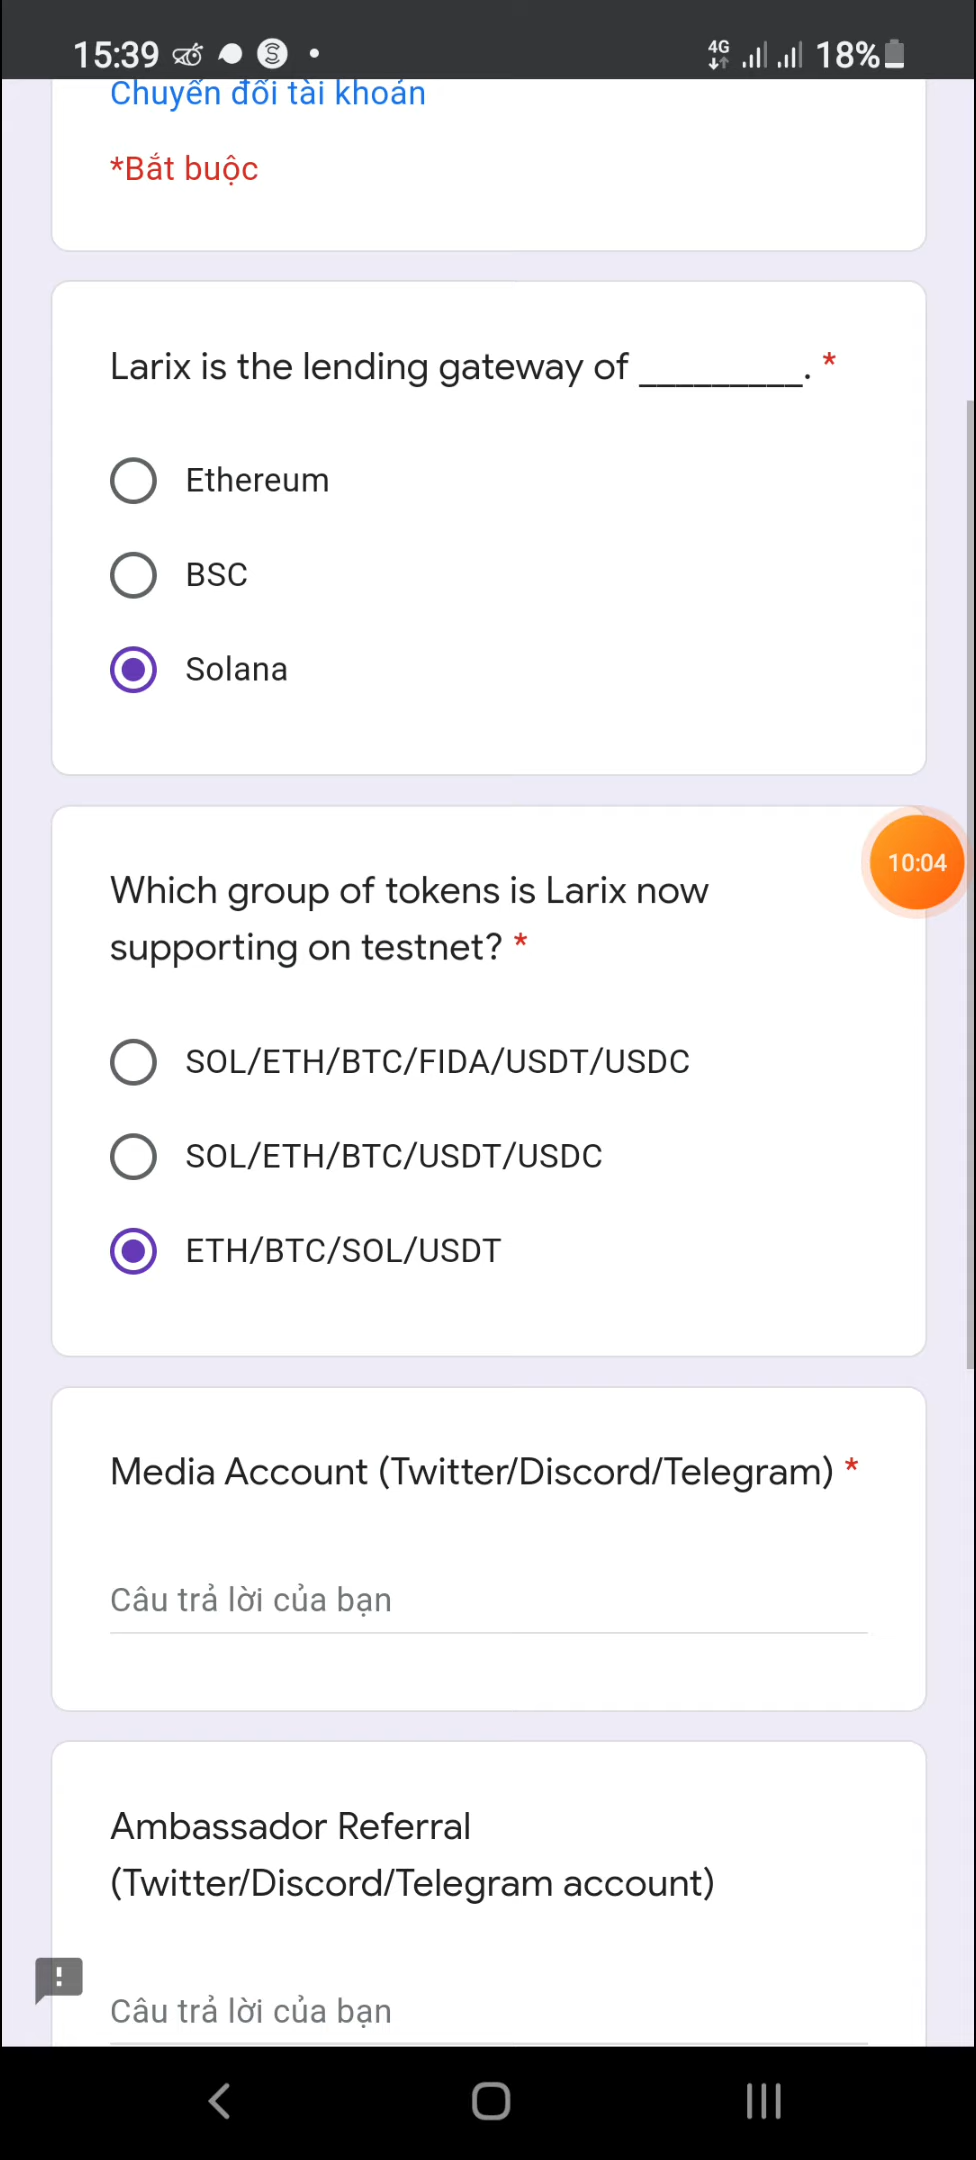 15:39
4G
18%
Chuyển đổi tài khoản
*Bắt buộc
Larix is the lending gateway of _________. *
Ethereum
BSC
Solana
10:04
Which group of tokens is Larix now
supporting on testnet? *
SOL/ETH/BTC/FIDA/USDT/USDC
SOL/ETH/BTC/USDT/USDC
ETH/BTC/SOL/USDT
Media Account (Twitter/Discord/Telegram) *
Câu trả lời của bạn
Ambassador Referral
(Twitter/Discord/Telegram account)
Câu trả lời của bạn